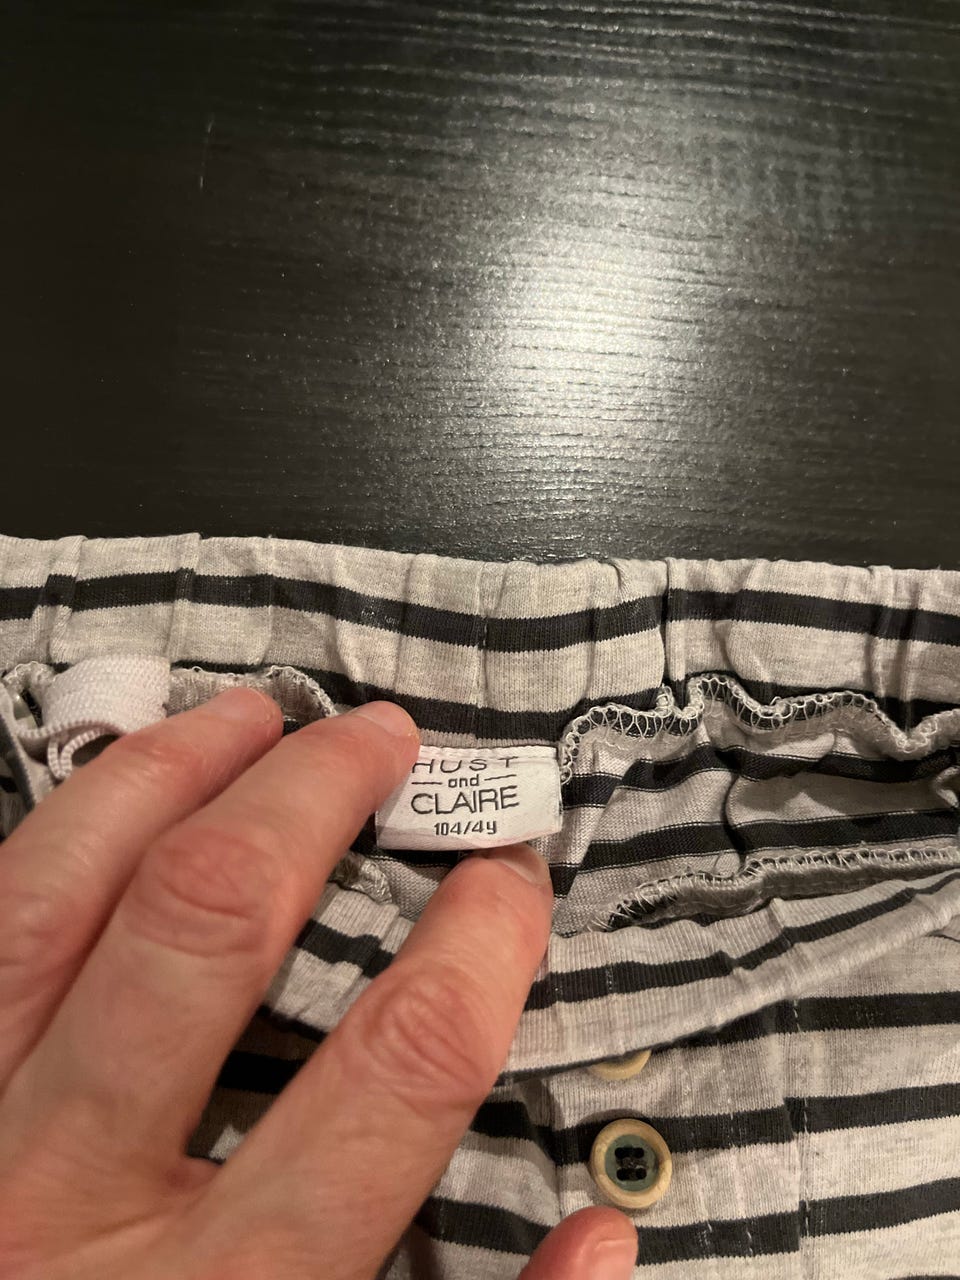 HUST
and
CLAIRE
104/4y